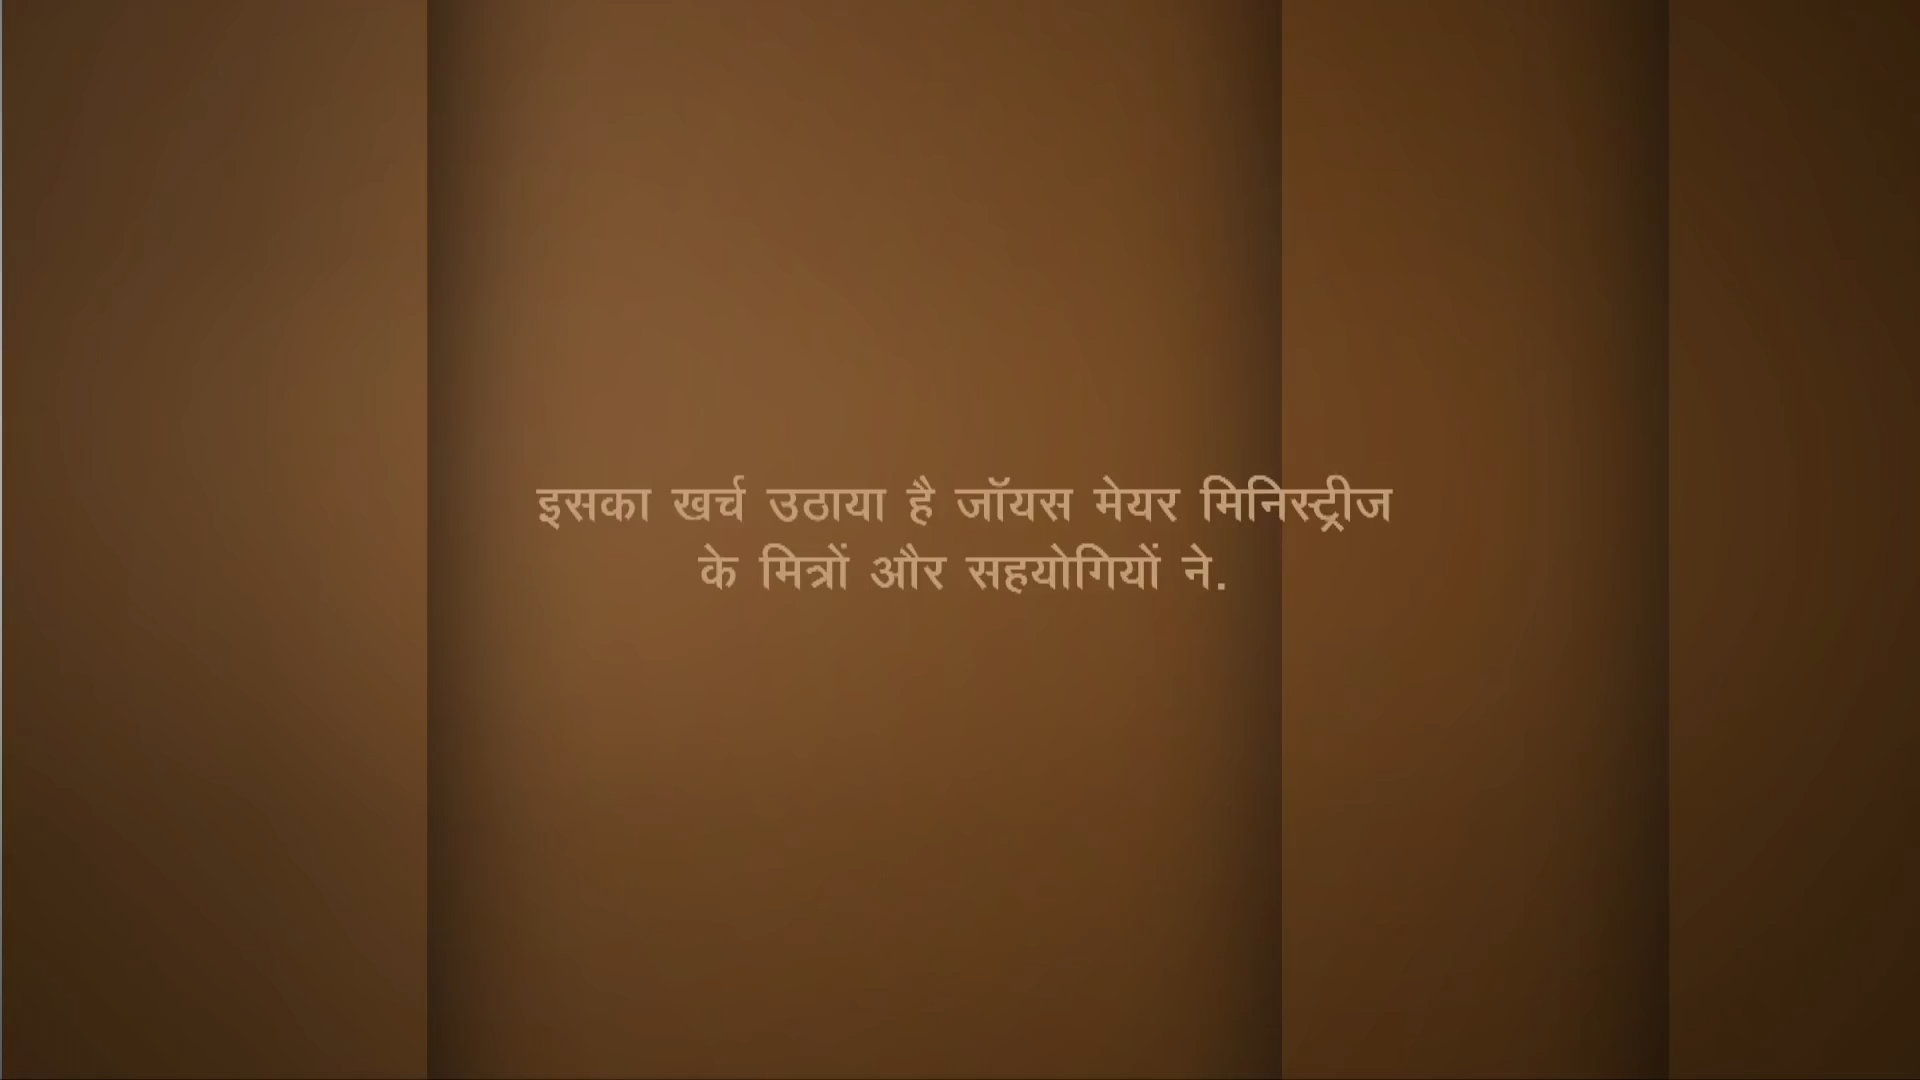 इसका खर्च उठाया है जॉयस मेयर मिनिस्ट्रीज
के मित्रों और सहयोगियों ने.